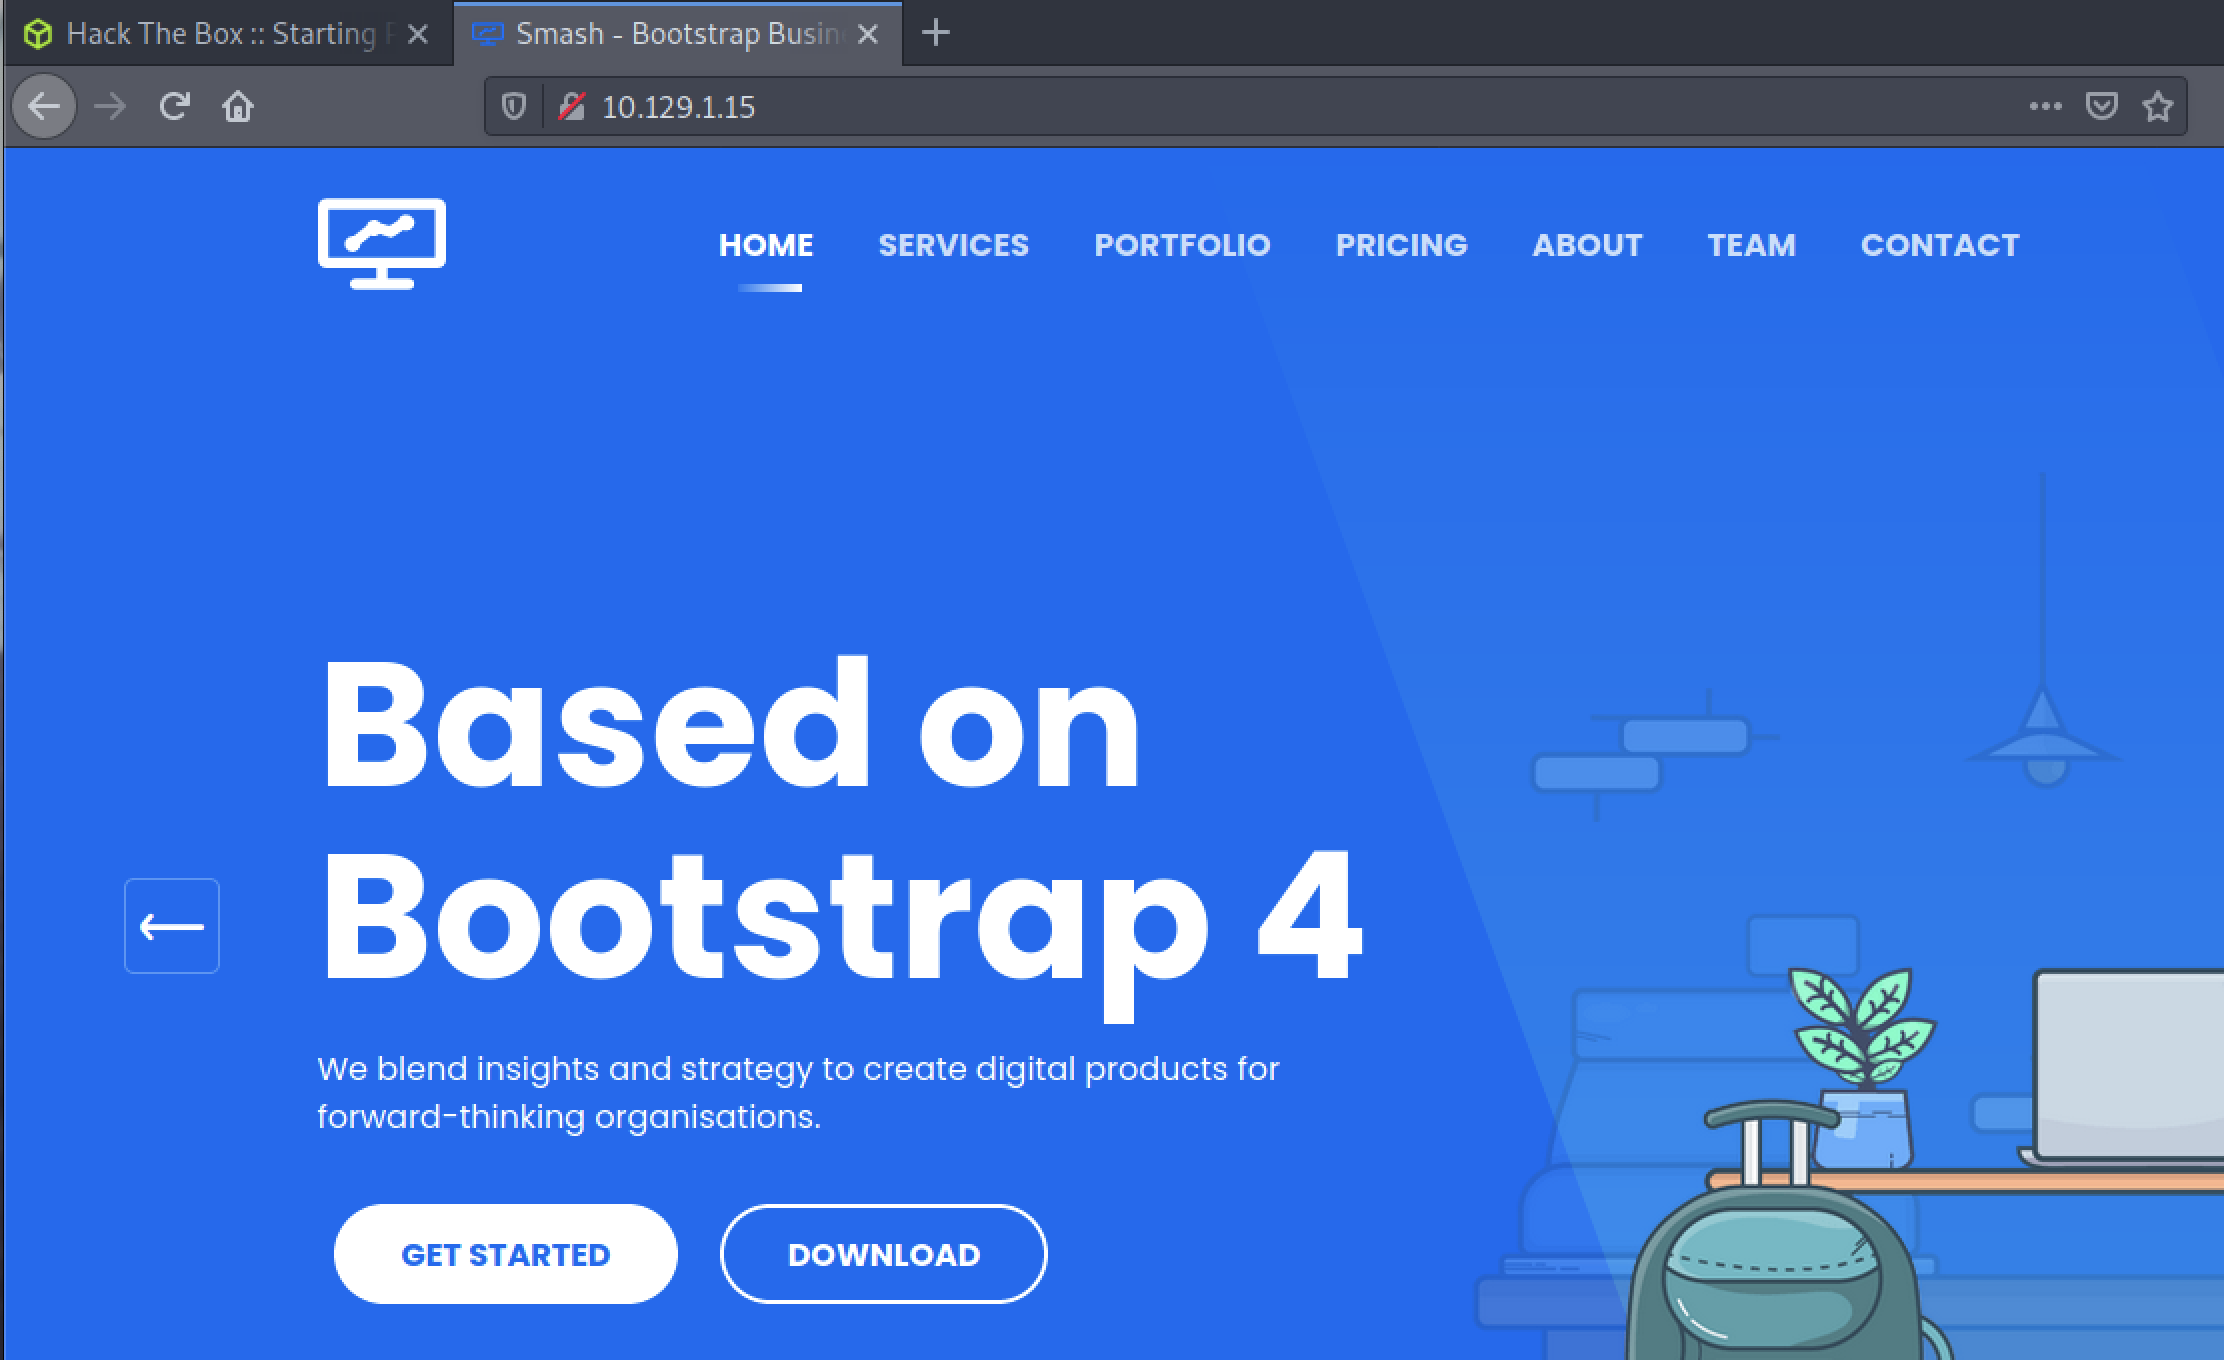 Hack The Box :: Starting
Smash - Bootstrap Busin
10.129.1.15
HOME SERVICES PORTFOLIO PRICING ABOUT TEAM CONTACT
Based on
Bootstrap 4
We blend insights and strategy to create digital products for
forward-thinking organisations.
GET STARTED DOWNLOAD